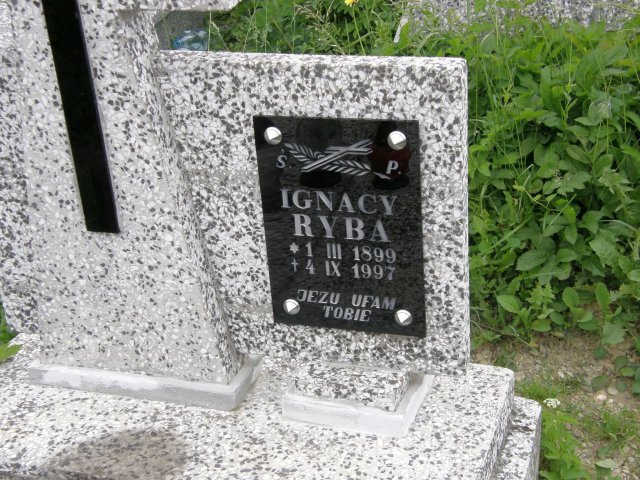 Ś P.
IGNACY
RYBA
* 1 III 1899
† 4 IX 1997
JEZU UFAM
TOBIE